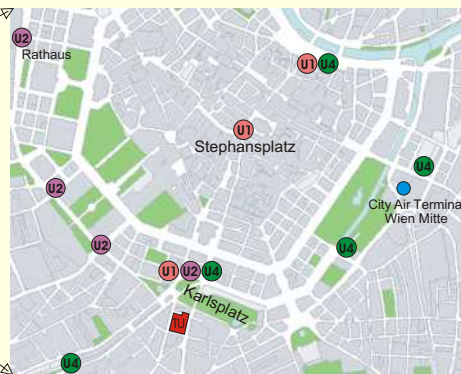 U2
Rathaus
U1 U4
U1
Stephansplatz
U4
U2
City Air Termina
Wien Mitte
U2
U4
U1 U2 U4
Karlsplatz
TU
U4